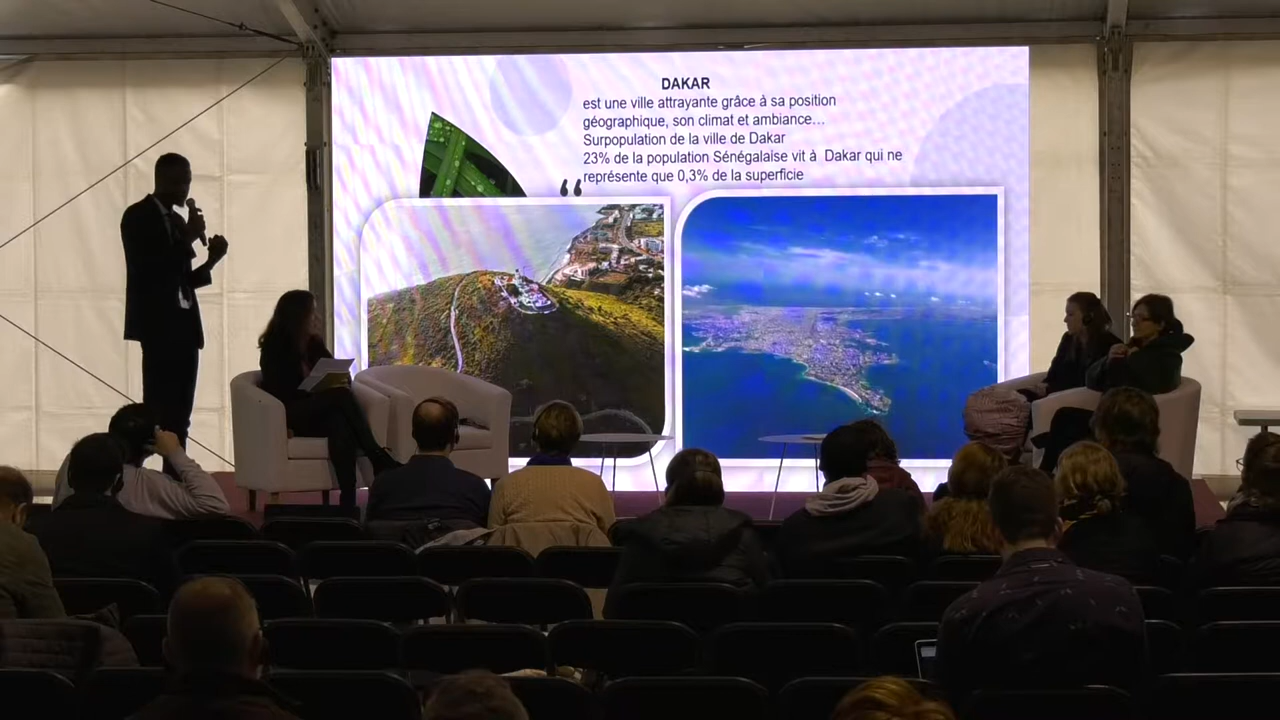 DAKAR
est une ville attrayante grâce à sa position
géographique, son climat et ambiance…
Surpopulation de la ville de Dakar
23% de la population Sénégalaise vit à Dakar qui ne
représente que 0,3% de la superficie